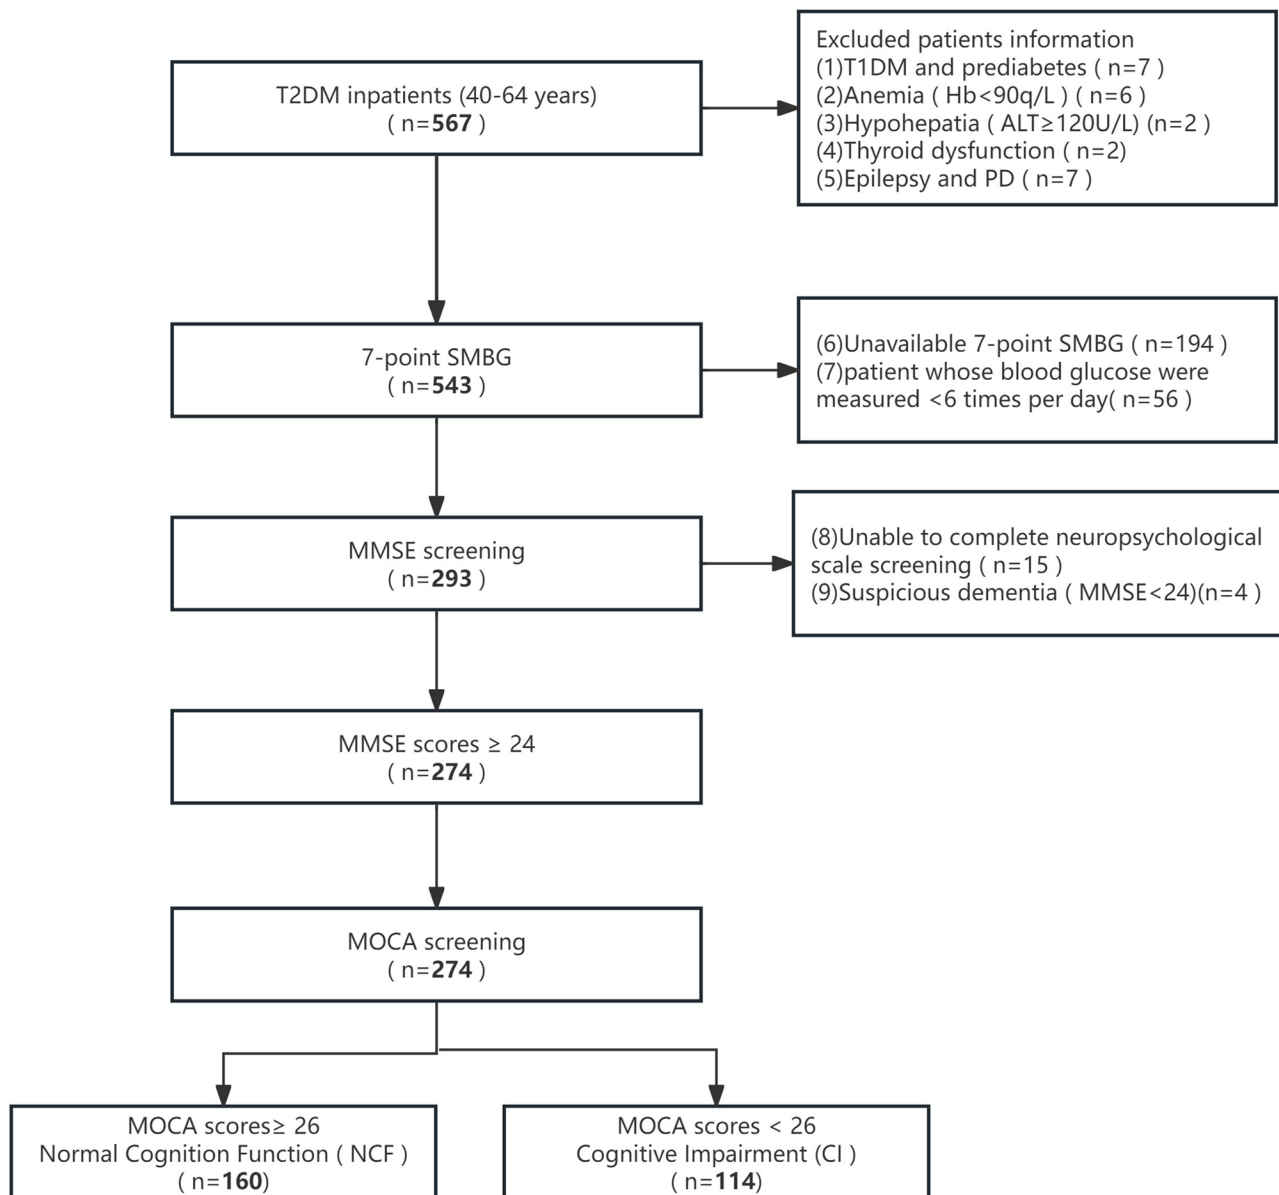 T2DM inpatients (40-64 years)
( n=567 )
Excluded patients information
(1)T1DM and prediabetes ( n=7 )
(2)Anemia ( Hb<90q/L ) ( n=6 )
(3)Hypohepatia ( ALT≥120U/L) (n=2 )
(4)Thyroid dysfunction ( n=2)
(5)Epilepsy and PD ( n=7 )
7-point SMBG
( n=543 )
(6)Unavailable 7-point SMBG ( n=194 )
(7)patient whose blood glucose were
measured <6 times per day( n=56 )
MMSE screening
( n=293 )
(8)Unable to complete neuropsychological
scale screening ( n=15 )
(9)Suspicious dementia ( MMSE<24)(n=4 )
MMSE scores ≥ 24
( n=274 )
MOCA screening
( n=274 )
MOCA scores≥ 26
Normal Cognition Function ( NCF )
( n=160)
MOCA scores < 26
Cognitive Impairment (CI )
( n=114)